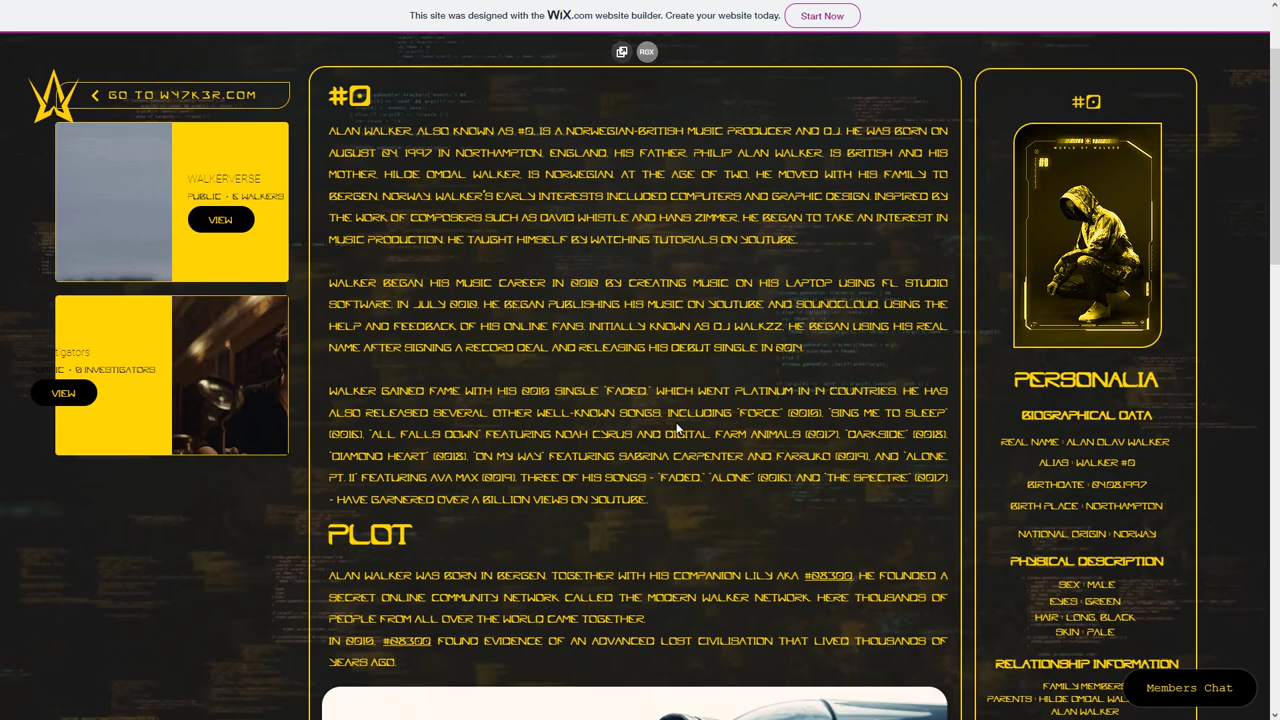 This site was designed with the WiX.com website builder. Create your website today. Start Now
RGX
GO TO W47K3R.COM
WALKERVERSE
PUBLIC · 6 WALKERS
VIEW
tigators
PUBLIC · 0 INVESTIGATORS
VIEW
#0
ALAN WALKER, ALSO KNOWN AS #0, IS A NORWEGIAN-BRITISH MUSIC PRODUCER AND DJ. HE WAS BORN ON
AUGUST 04, 1997 IN NORTHAMPTON, ENGLAND, HIS FATHER, PHILIP ALAN WALKER, IS BRITISH AND HIS
MOTHER, HILDE OMDAL WALKER, IS NORWEGIAN. AT THE AGE OF TWO, HE MOVED WITH HIS FAMILY TO
BERGEN, NORWAY. WALKER'S EARLY INTERESTS INCLUDED COMPUTERS AND GRAPHIC DESIGN. INSPIRED BY
THE WORK OF COMPOSERS SUCH AS DAVID WHISTLE AND HANS ZIMMER, HE BEGAN TO TAKE AN INTEREST IN
MUSIC PRODUCTION. HE TAUGHT HIMSELF BY WATCHING TUTORIALS ON YOUTUBE.
WALKER BEGAN HIS MUSIC CAREER IN 2012 BY CREATING MUSIC ON HIS LAPTOP USING FL STUDIO
SOFTWARE. IN JULY 2012, HE BEGAN PUBLISHING HIS MUSIC ON YOUTUBE AND SOUNDCLOUD, USING THE
HELP AND FEEDBACK OF HIS ONLINE FANS. INITIALLY KNOWN AS DJ WALKZZ, HE BEGAN USING HIS REAL
NAME AFTER SIGNING A RECORD DEAL AND RELEASING HIS DEBUT SINGLE IN 2014.
WALKER GAINED FAME WITH HIS SINGLE "FADED," WHICH WENT PLATINUM IN 14 COUNTRIES. HE HAS
ALSO RELEASED SEVERAL OTHER WELL-KNOWN SONGS, INCLUDING "FORCE" "SING ME TO SLEEP"
(2016), "ALL FALLS DOWN" FEATURING NOAH CYRUS AND DIGITAL FARM ANIMALS (2017), "DARKSIDE" (2018),
"DIAMOND HEART" (2018), "ON MY WAY" FEATURING SABRINA CARPENTER AND FARRUKO (2019), AND "ALONE,
PT. II" FEATURING AVA MAX (2019). THREE OF HIS SONGS - "FADED," "ALONE" (2016), AND "THE SPECTRE" (2017)
- HAVE GARNERED OVER A BILLION VIEWS ON YOUTUBE.
PLOT
ALAN WALKER WAS BORN IN BERGEN. TOGETHER WITH HIS COMPANION LILY AKA #08300, HE FOUNDED A
SECRET ONLINE COMMUNITY NETWORK CALLED THE MODERN WALKER NETWORK. HERE THOUSANDS OF
PEOPLE FROM ALL OVER THE WORLD CAME TOGETHER.
IN #08300 FOUND EVIDENCE OF AN ADVANCED LOST CIVILISATION THAT LIVED THOUSANDS OF
YEARS AGO.
#0
WORLD OF WALKER
#0
PERSONALIA
BIOGRAPHICAL DATA
REAL NAME : ALAN OLAV WALKER
ALIAS : WALKER #0
BIRTHDATE : 04.08.1997
BIRTH PLACE : NORTHAMPTON
NATIONAL ORIGIN : NORWAY
PHYSICAL DESCRIPTION
SEX : MALE
EYES : GREEN
HAIR : LONG, BLACK
SKIN : PALE
RELATIONSHIP INFORMATION
FAMILY MEMBERS
PARENTS : HILDE OMDAL WAL
ALAN WALKER
Members Chat